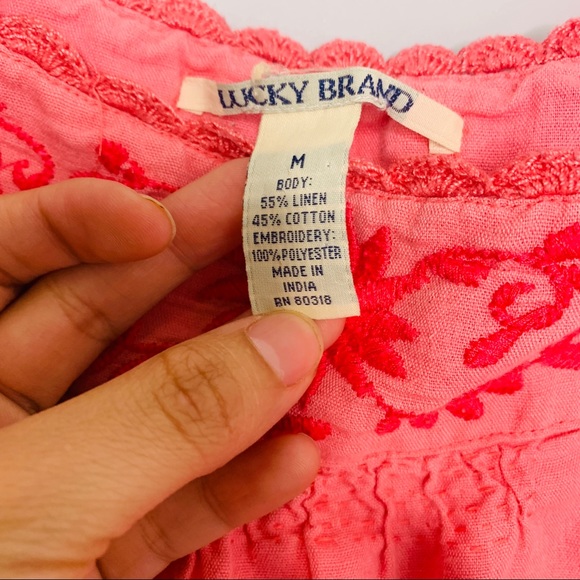 LUCKY BRAND
M
BODY:
55% LINEN
45% COTTON
EMBROIDERY:
100% POLYESTER
MADE IN
INDIA
RN 80318